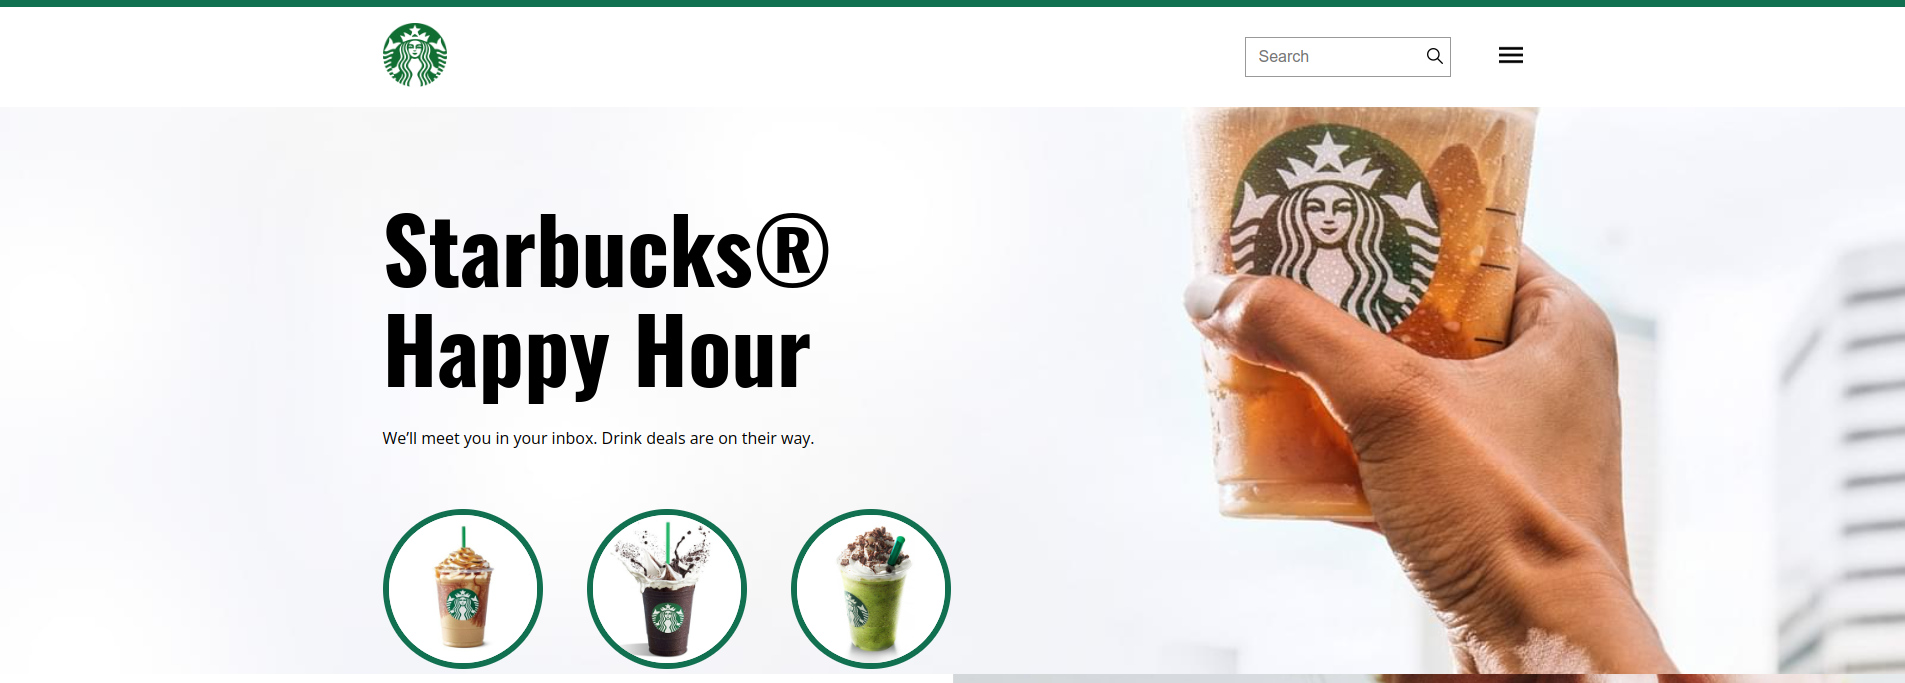 Search
Starbucks®
Happy Hour
We’ll meet you in your inbox. Drink deals are on their way.